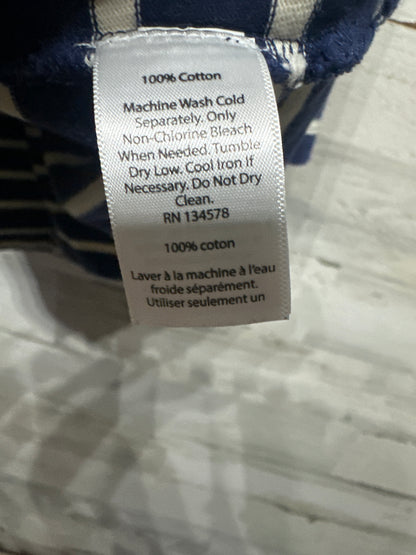 100% Cotton
Machine Wash Cold
Separately. Only
Non-Chlorine Bleach
When Needed. Tumble
Dry Low. Cool Iron If
Necessary. Do Not Dry
Clean.
RN 134578
100% coton
Laver à la machine à l'eau
froide séparément.
Utiliser seulement un